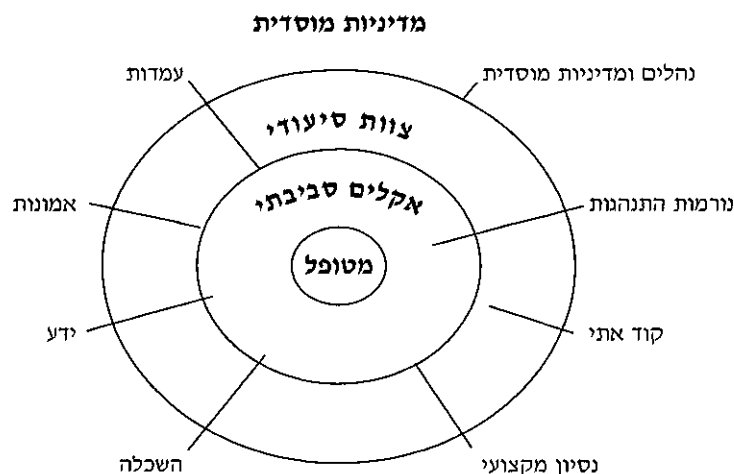 מדיניות מוסדית
נהלים ומדיניות מוסדית
עמדות
צוות סיעודי
אקלים סביבתי
נורמות התנהגות
אמונות
מטופל
קוד אתי
ידע
נסיון מקצועי
השכלה